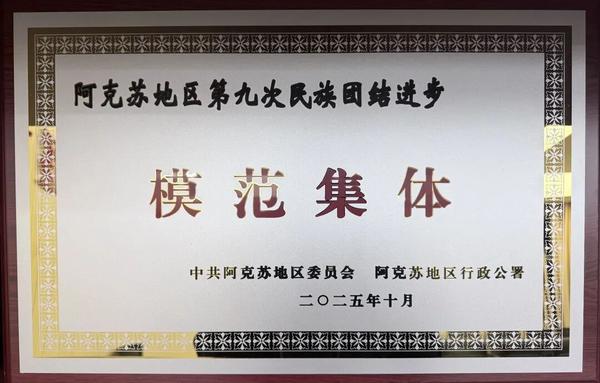 阿克苏地区第九次民族团结进步
模范集体
中共阿克苏地区委员会 阿克苏地区行政公署
二〇二五年十月